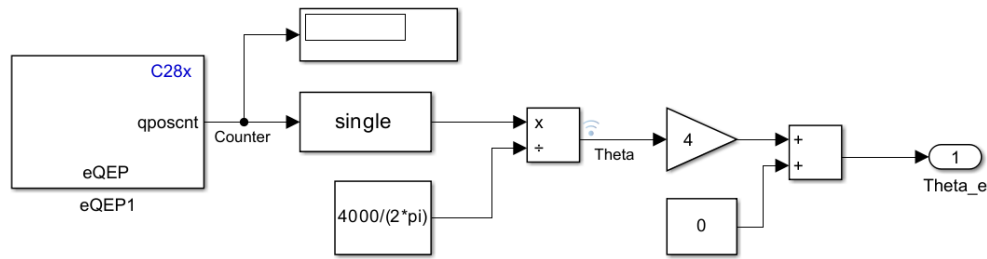 C28x
qposcnt
eQEP
eQEP1
Counter
single
4000/(2*pi)
x
÷
Theta
4
0
+
+
1
Theta_e